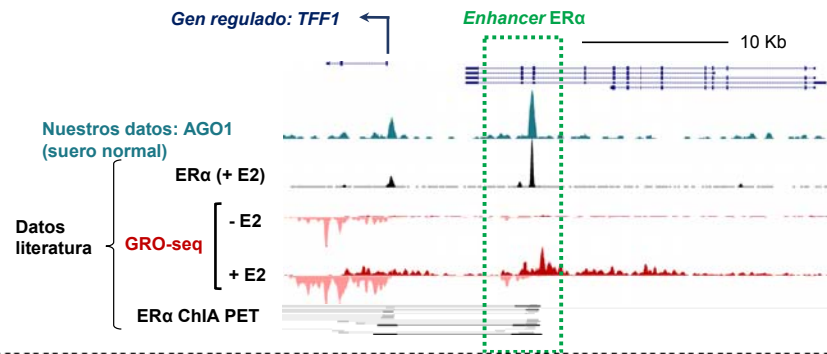 Gen regulado: TFF1
Enhancer ERα
10 Kb
Nuestros datos: AGO1
(suero normal)
ERα (+ E2)
Datos
literatura
GRO-seq
- E2
+ E2
ERα ChIA PET